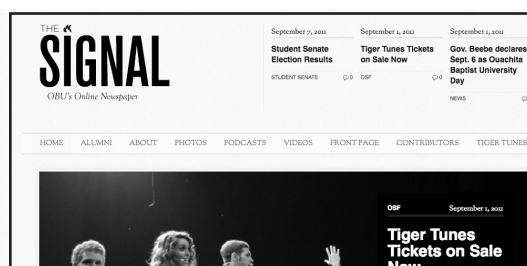 THE
SIGNAL
OBU's Online Newspaper
September 7, 2011
Student Senate
Election Results
STUDENT SENATE 0
September 1, 2011
Tiger Tunes Tickets
on Sale Now
OSF 0
September 1, 2011
Gov. Beebe declares
Sept. 6 as Ouachita
Baptist University
Day
NEWS
HOME ALUMNI ABOUT PHOTOS PODCASTS VIDEOS FRONT PAGE CONTRIBUTORS TIGER TUNES
OSF September 1, 2011
Tiger Tunes
Tickets on Sale
Now